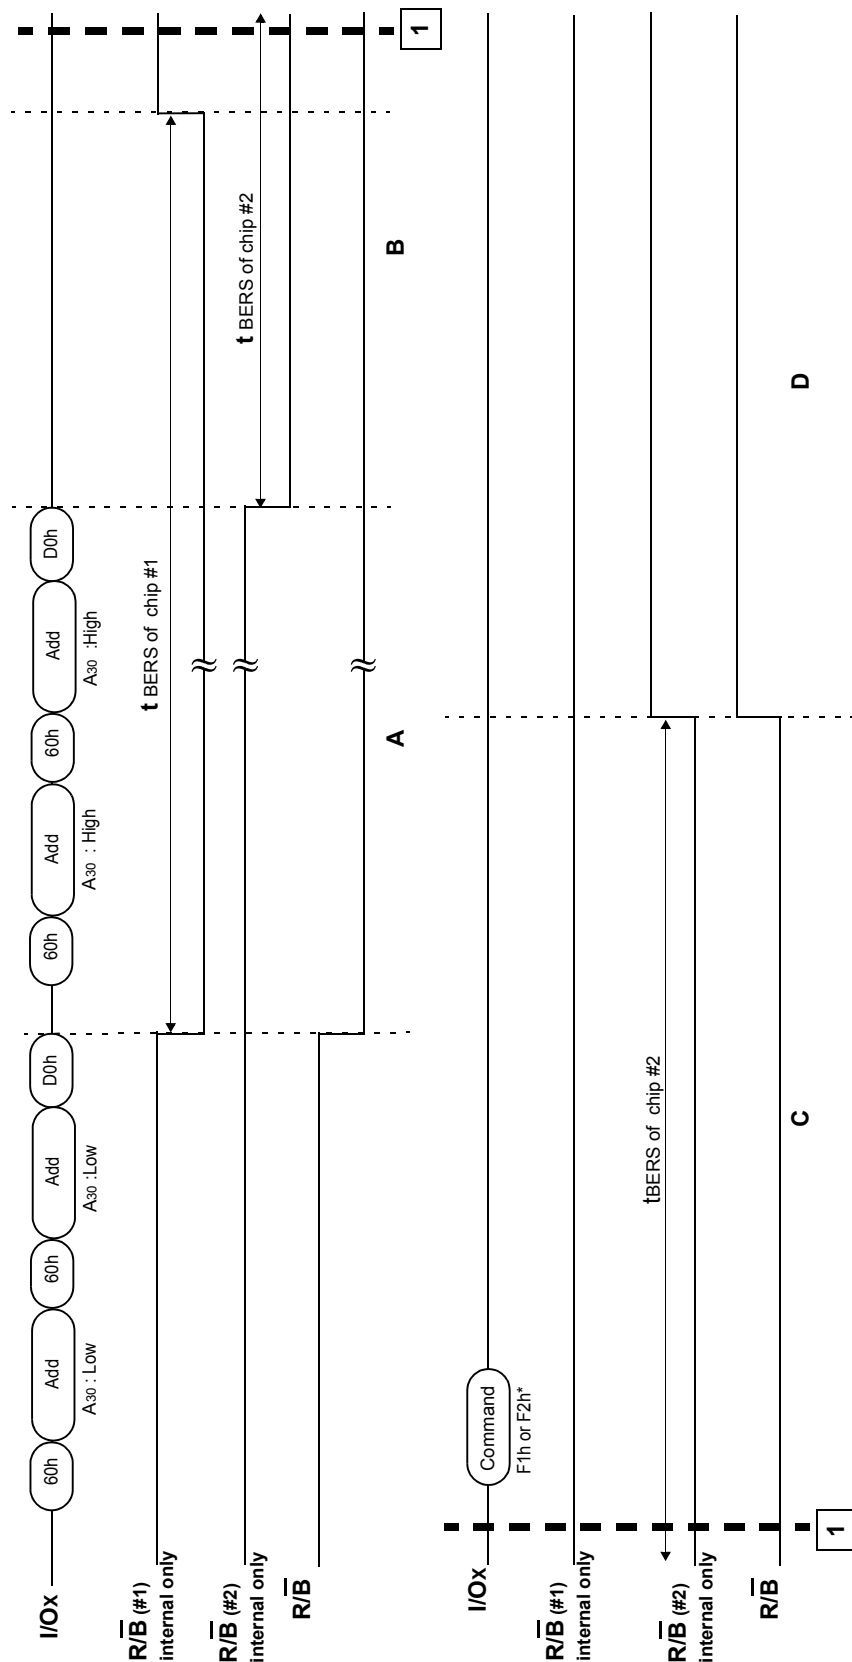 I/Ox
60h
Add
60h
Add
D0h
60h
Add
60h
Add
D0h
A30 : Low
A30 :Low
A30 : High
A30 :High
R/B (#1)
internal only
t BERS of chip #1
R/B (#2)
internal only
t BERS of chip #2
R/B
A
B
1
I/Ox
Command
F1h or F2h*
R/B (#1)
internal only
tBERS of chip #2
R/B (#2)
internal only
R/B
C
D
1